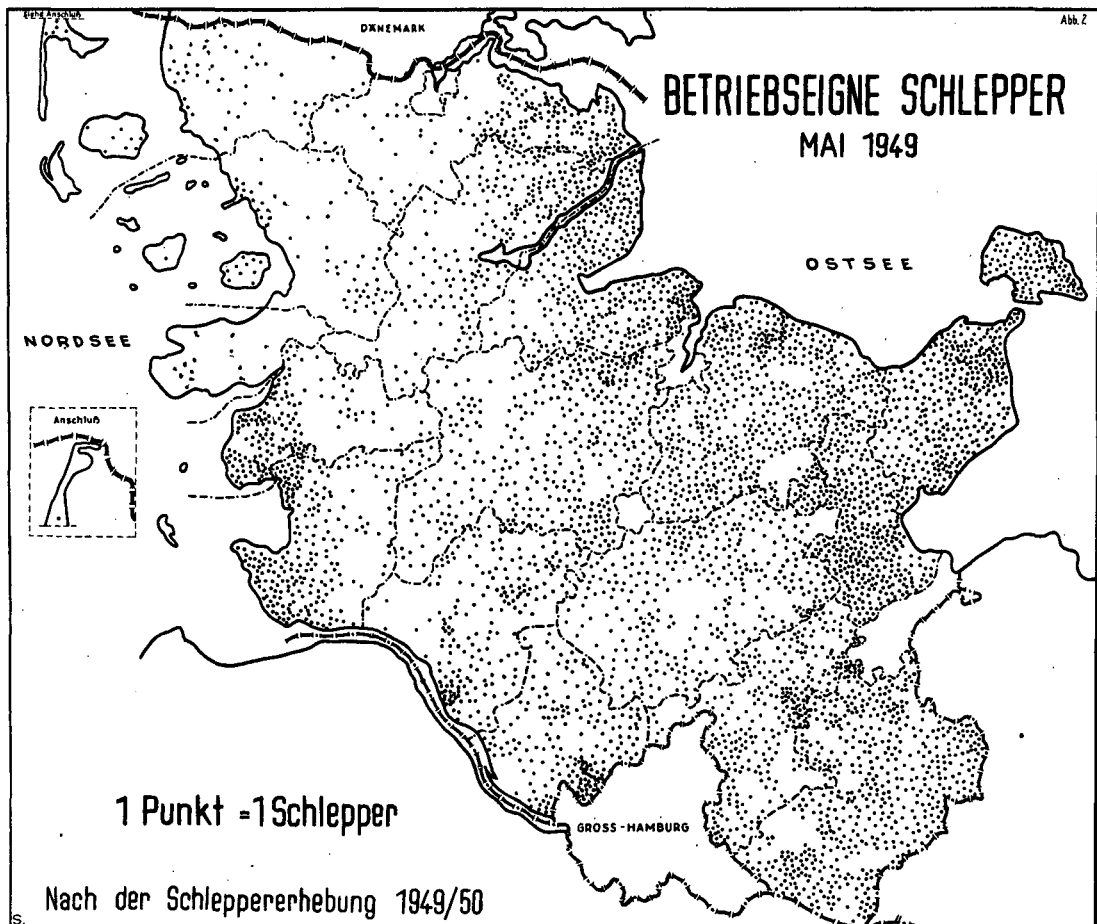 Siehe Anschluß
DÄNEMARK
Abb. 2
BETRIEBSEIGNE SCHLEPPER
MAI 1949
OSTSEE
NORDSEE
Anschluß
1 Punkt = 1 Schlepper
GROSS-HAMBURG
Nach der Schleppererhebung 1949/50
S.